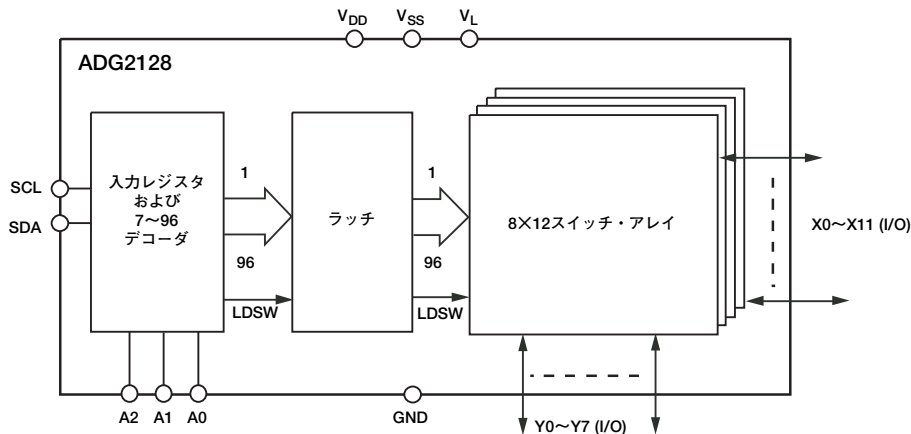 VDD VSS VL
ADG2128
SCL
SDA
入力レジスタ
および
7～96
デコーダ
1
96
LDSW
ラッチ
1
96
LDSW
8×12スイッチ・アレイ
X0～X11 (I/O)
A2 A1 A0
GND
Y0～Y7 (I/O)